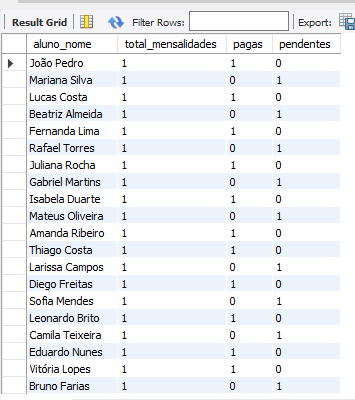 Result Grid Filter Rows: Export:
aluno_nome total_mensalidades pagas pendentes
João Pedro 1 1 0
Mariana Silva 1 0 1
Lucas Costa 1 1 0
Beatriz Almeida 1 0 1
Fernanda Lima 1 1 0
Rafael Torres 1 0 1
Juliana Rocha 1 1 0
Gabriel Martins 1 0 1
Isabela Duarte 1 1 0
Mateus Oliveira 1 0 1
Amanda Ribeiro 1 1 0
Thiago Costa 1 1 0
Larissa Campos 1 0 1
Diego Freitas 1 1 0
Sofia Mendes 1 0 1
Leonardo Brito 1 1 0
Camila Teixeira 1 0 1
Eduardo Nunes 1 1 0
Vitória Lopes 1 1 0
Bruno Farias 1 0 1